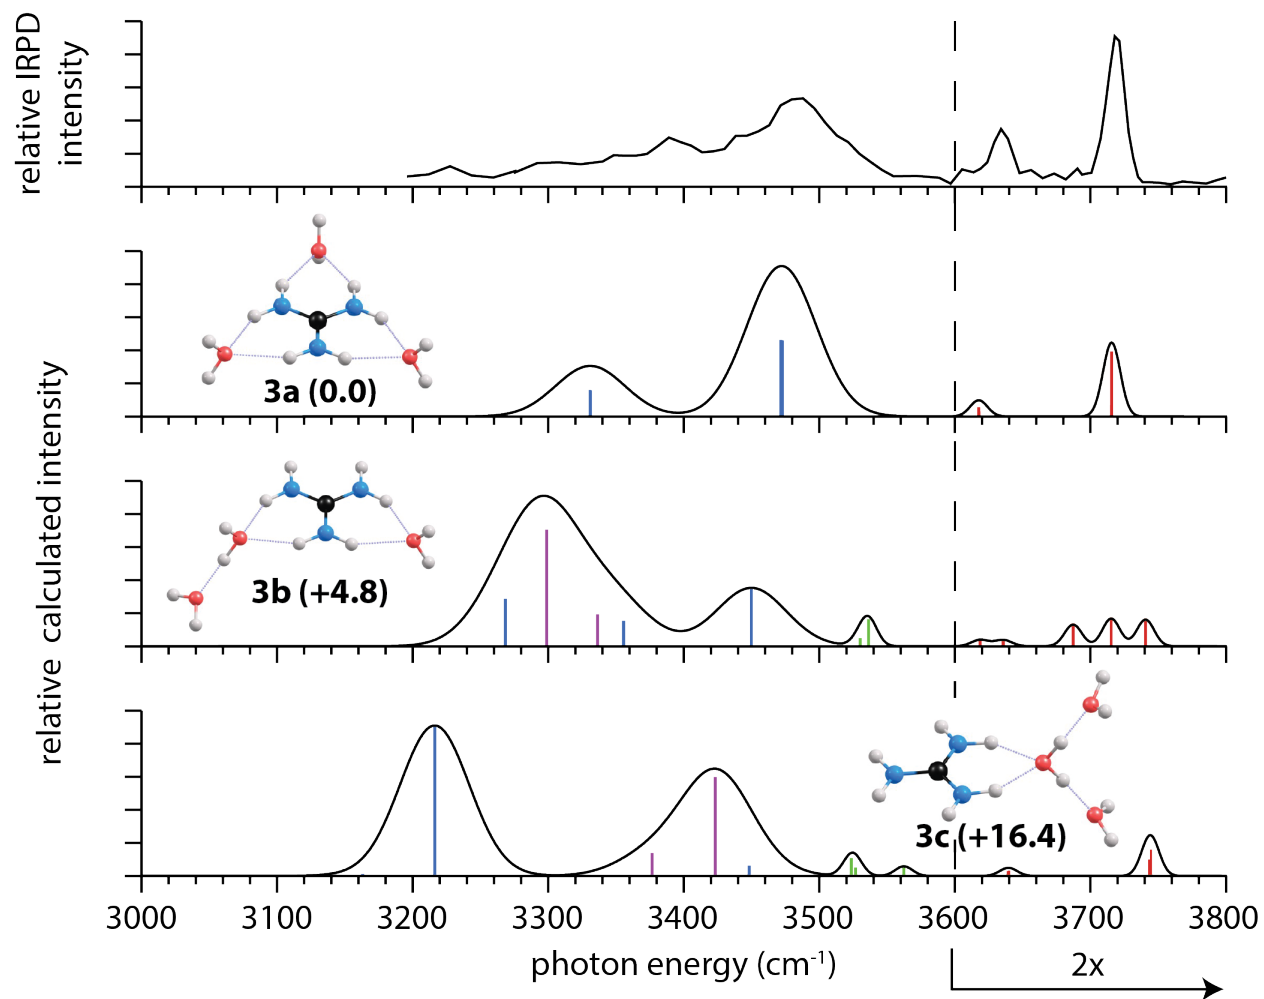 relative IRPD
intensity
3a (0.0)
relative calculated intensity
3b (+4.8)
3c (+16.4)
3000 3100 3200 3300 3400 3500 3600 3700 3800
photon energy (cm-1)
2x